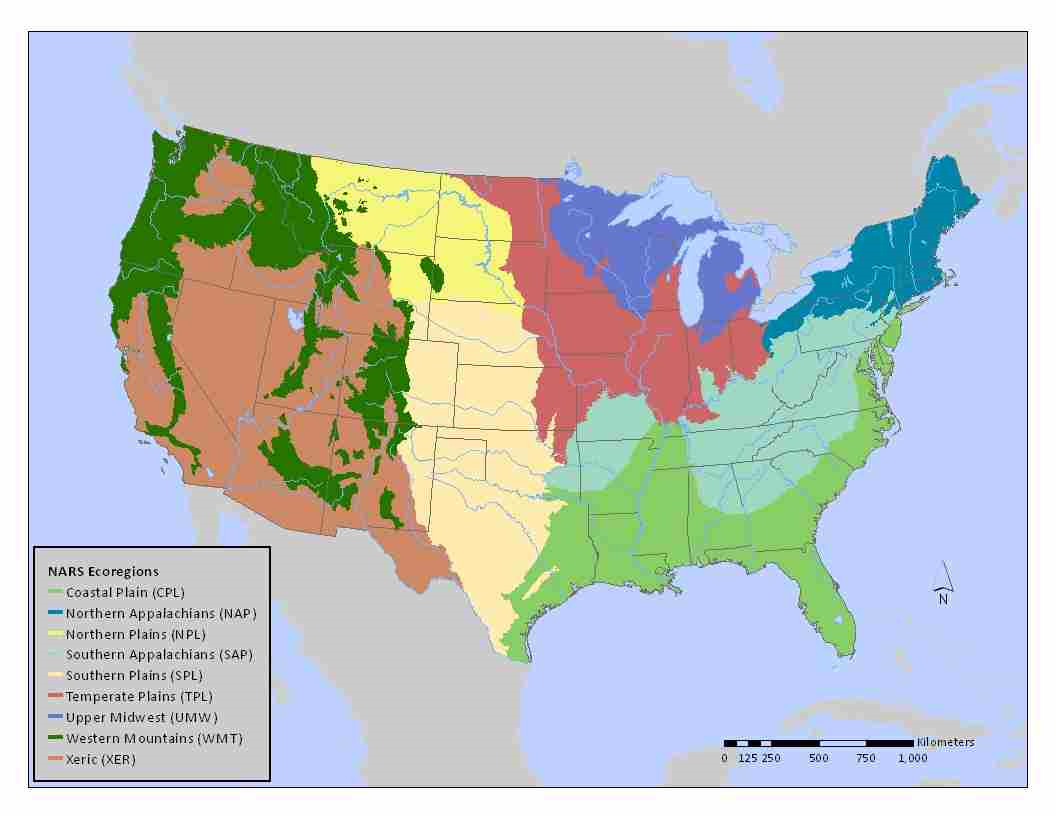 NARS Ecoregions
Coastal Plain (CPL)
Northern Appalachians (NAP)
Northern Plains (NPL)
Southern Appalachians (SAP)
Southern Plains (SPL)
Temperate Plains (TPL)
Upper Midwest (UMW)
Western Mountains (WMT)
Xeric (XER)
N
Kilometers
0 125 250 500 750 1,000